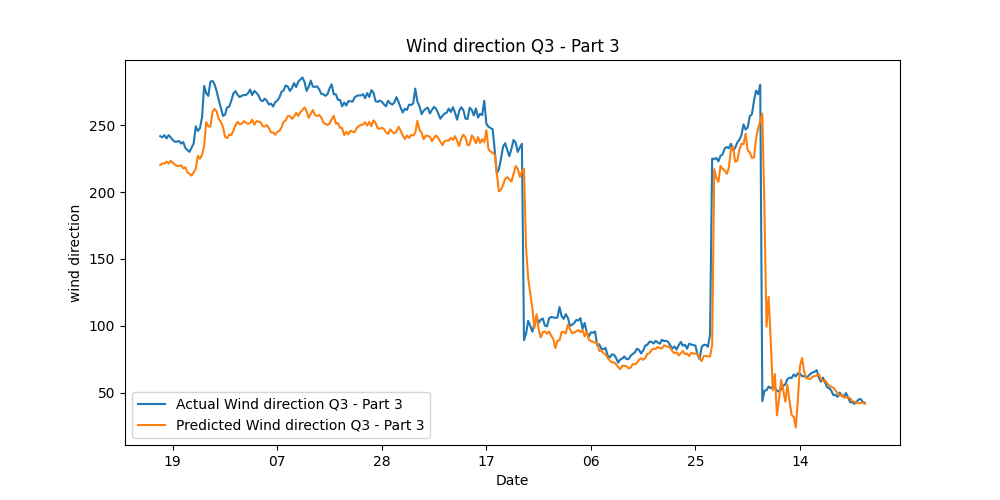 Wind direction Q3 - Part 3
wind direction
250
200
150
100
50
Actual Wind direction Q3 - Part 3
Predicted Wind direction Q3 - Part 3
19
07
28
17
06
25
14
Date